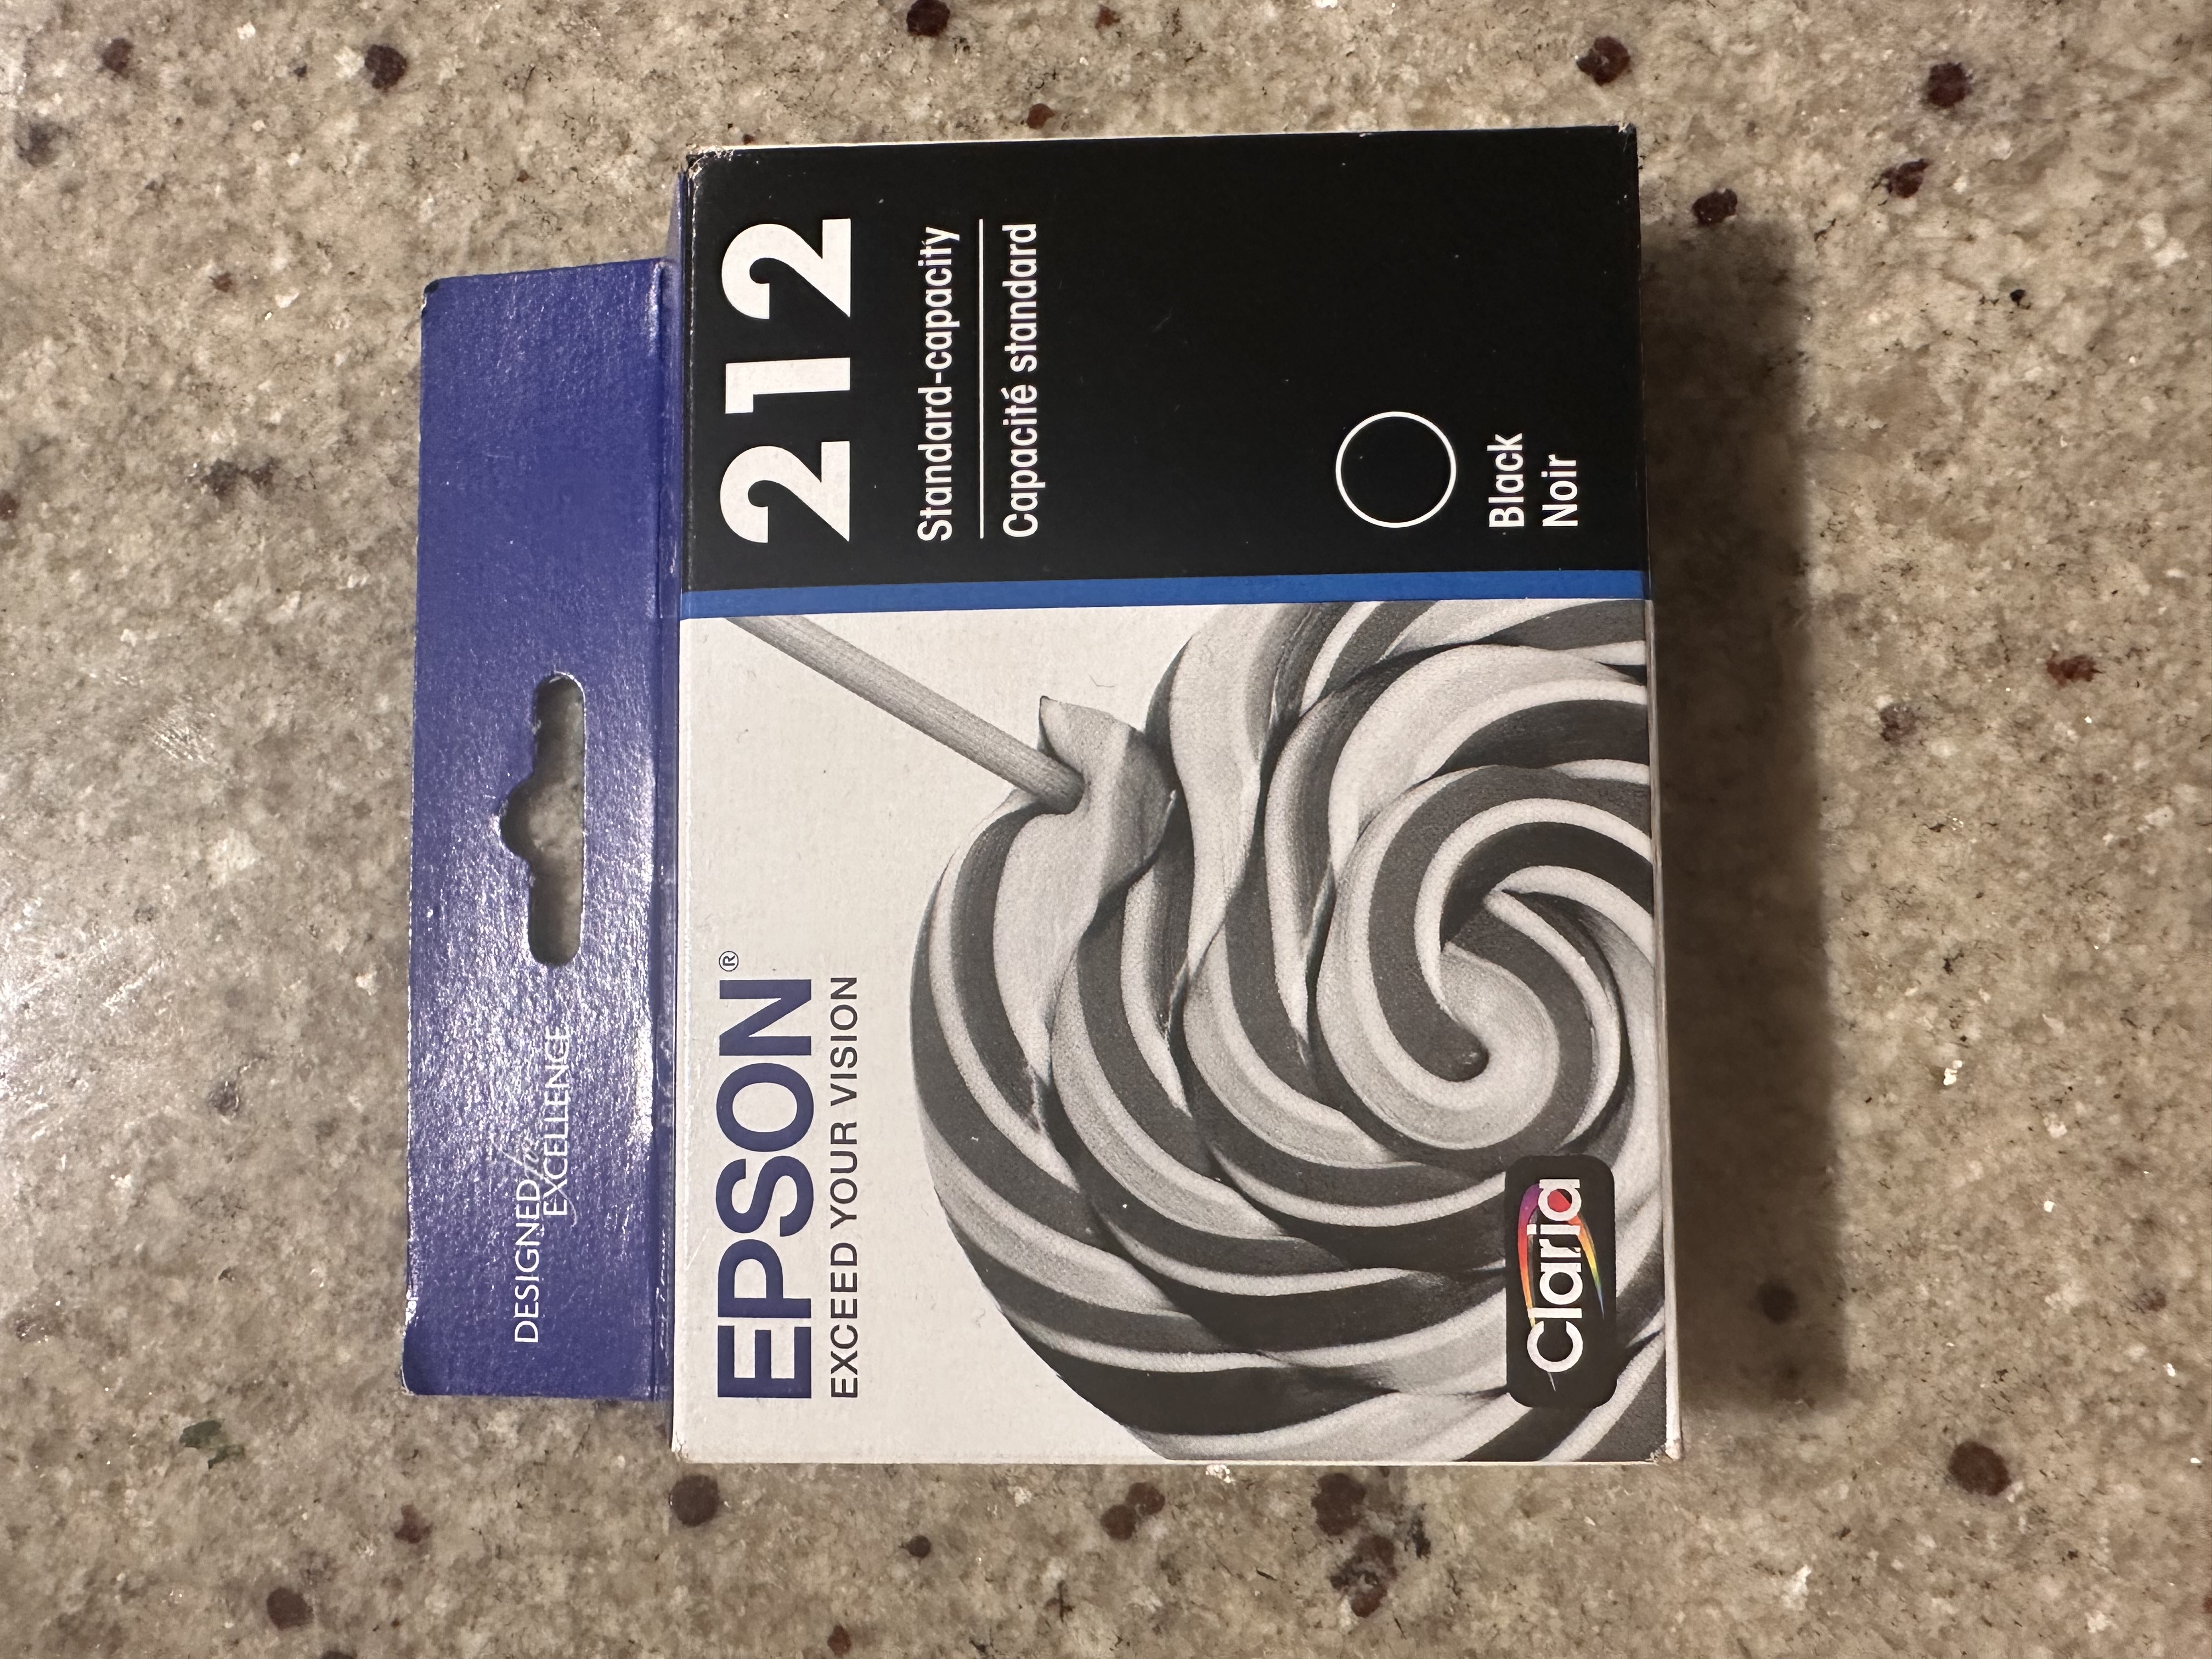 DESIGNED for
EXCELLENCE
EPSON®
EXCEED YOUR VISION
212
Standard-capacity
Capacité standard
Black
Noir
Claria